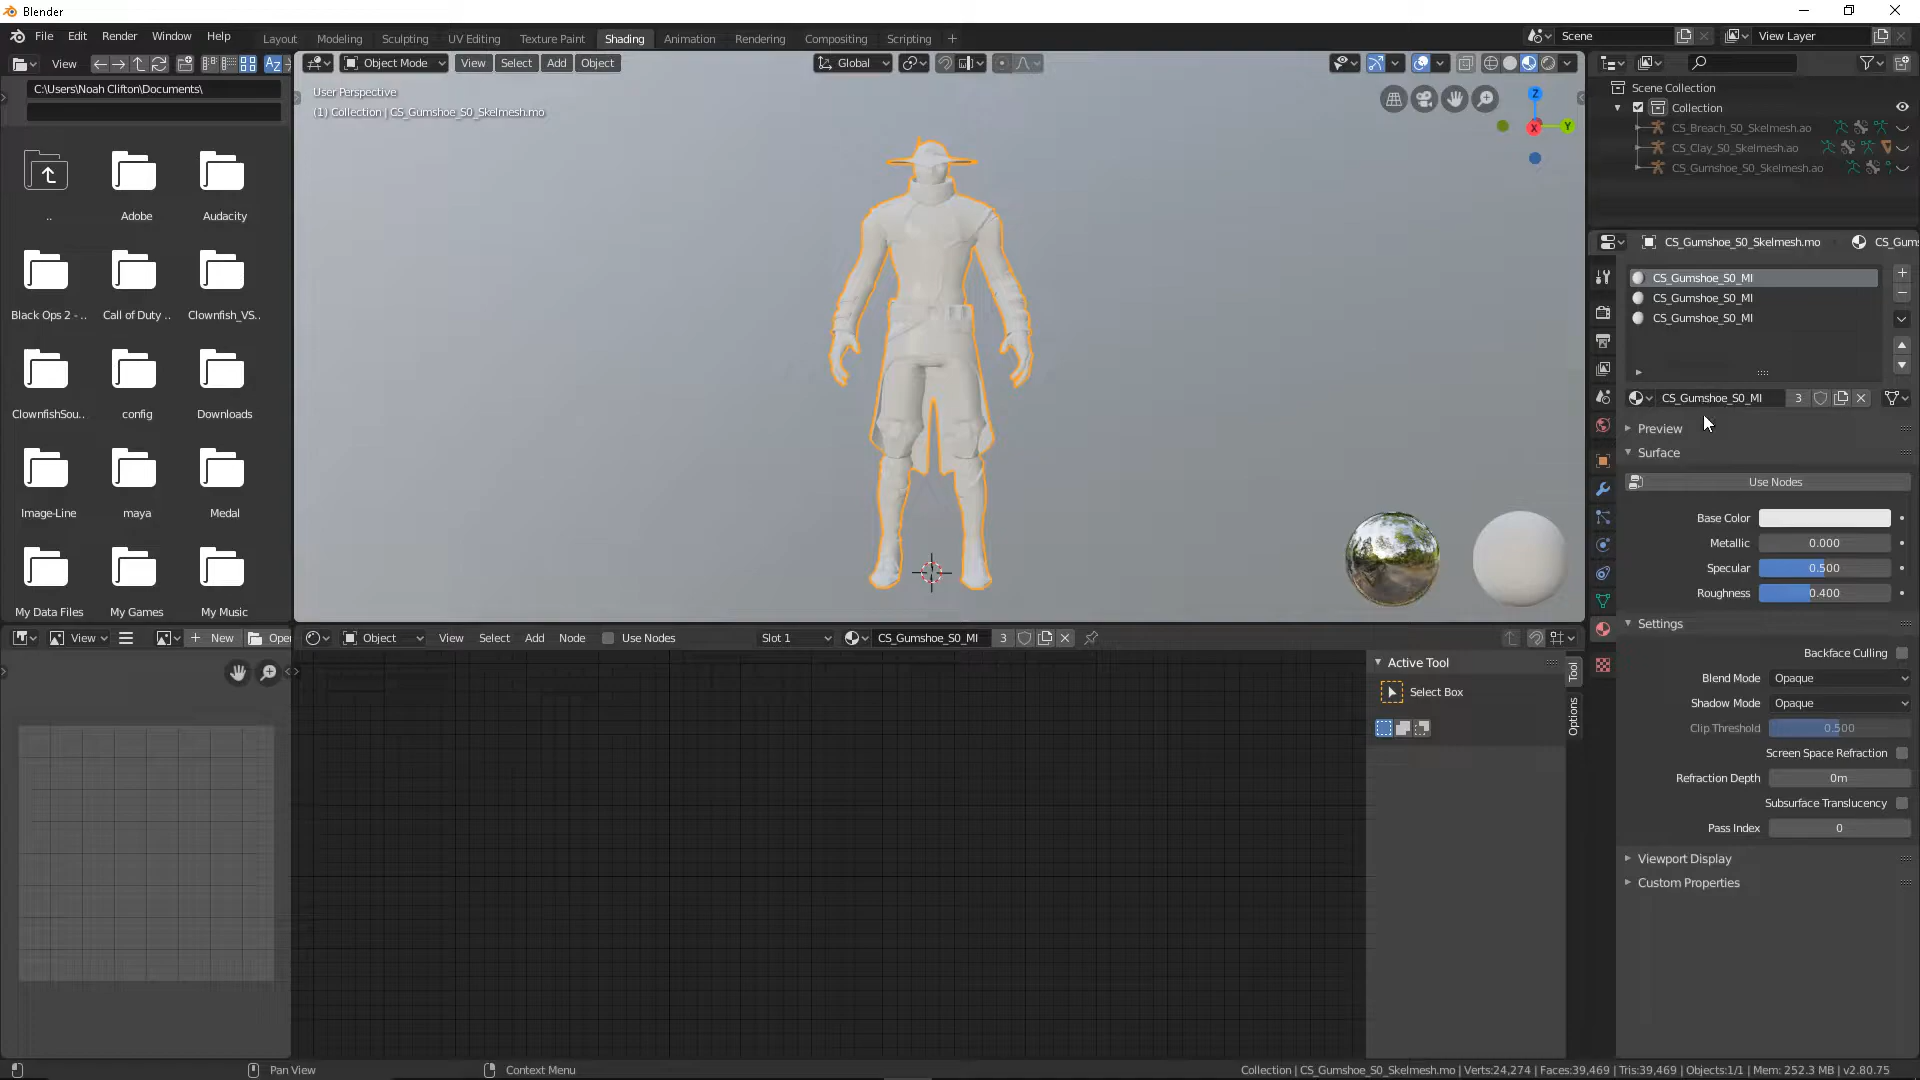 Blender
File Edit Render Window Help
Layout Modeling Sculpting UV Editing Texture Paint Shading Animation Rendering Compositing Scripting
Scene
View Layer
View
C:\Users\Noah Clifton\Documents\
..
Adobe
Audacity
Black Ops 2 - ..
Call of Duty ..
Clownfish_VS..
ClownfishSou..
config
Downloads
Image-Line
maya
Medal
My Data Files
My Games
My Music
Object Mode View Select Add Object
Global
User Perspective
(1) Collection | CS_Gumshoe_S0_Skelmesh.mo
Z
Y
X
Scene Collection
Collection
CS_Breach_S0_Skelmesh.ao
CS_Clay_S0_Skelmesh.ao
CS_Gumshoe_S0_Skelmesh.ao
CS_Gumshoe_S0_Skelmesh.mo CS_Gums
CS_Gumshoe_S0_MI
CS_Gumshoe_S0_MI
CS_Gumshoe_S0_MI
CS_Gumshoe_S0_MI 3
Preview
Surface
Use Nodes
Base Color
Metallic 0.000
Specular 0.500
Roughness 0.400
Settings
Backface Culling
Blend Mode Opaque
Shadow Mode Opaque
Clip Threshold 0.500
Screen Space Refraction
Refraction Depth 0m
Subsurface Translucency
Pass Index 0
Viewport Display
Custom Properties
View New Open
Object View Select Add Node Use Nodes Slot 1 CS_Gumshoe_S0_MI 3
Active Tool
Select Box
Tool
Options
Pan View
Context Menu
Collection | CS_Gumshoe_S0_Skelmesh.mo | Verts:24,274 | Faces:39,469 | Tris:39,469 | Objects:1/1 | Mem: 252.3 MB | v2.80.75